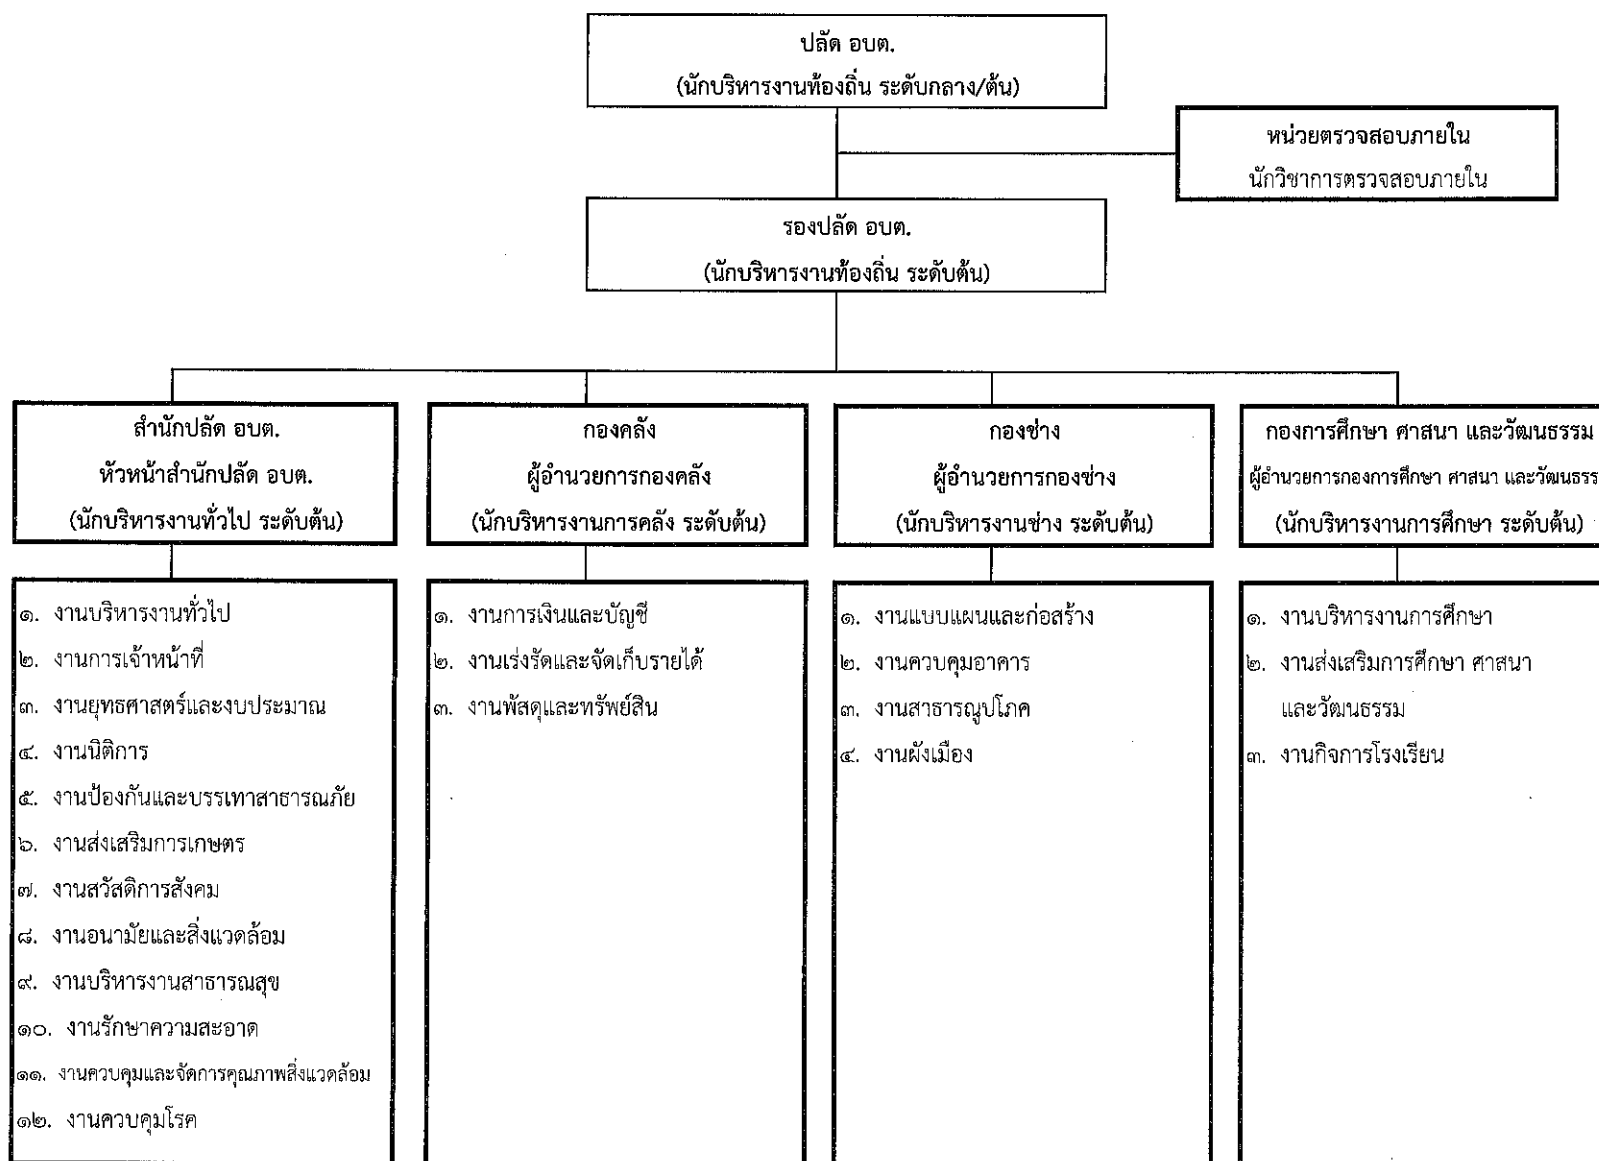 ปลัด อบต.
(นักบริหารงานท้องถิ่น ระดับกลาง/ต้น)
หน่วยตรวจสอบภายใน
นักวิชาการตรวจสอบภายใน
รองปลัด อบต.
(นักบริหารงานท้องถิ่น ระดับต้น)
สำนักปลัด อบต.
หัวหน้าสำนักปลัด อบต.
(นักบริหารงานทั่วไป ระดับต้น)
๑. งานบริหารงานทั่วไป
๒. งานการเจ้าหน้าที่
๓. งานยุทธศาสตร์และงบประมาณ
๔. งานนิติการ
๕. งานป้องกันและบรรเทาสาธารณภัย
๖. งานส่งเสริมการเกษตร
๗. งานสวัสดิการสังคม
๘. งานอนามัยและสิ่งแวดล้อม
๙. งานบริหารงานสาธารณสุข
๑๐. งานรักษาความสะอาด
๑๑. งานควบคุมและจัดการคุณภาพสิ่งแวดล้อม
๑๒. งานควบคุมโรค
กองคลัง
ผู้อำนวยการกองคลัง
(นักบริหารงานการคลัง ระดับต้น)
๑. งานการเงินและบัญชี
๒. งานเร่งรัดและจัดเก็บรายได้
๓. งานพัสดุและทรัพย์สิน
กองช่าง
ผู้อำนวยการกองช่าง
(นักบริหารงานช่าง ระดับต้น)
๑. งานแบบแผนและก่อสร้าง
๒. งานควบคุมอาคาร
๓. งานสาธารณูปโภค
๔. งานผังเมือง
กองการศึกษา ศาสนา และวัฒนธรรม
ผู้อำนวยการกองการศึกษา ศาสนา และวัฒนธรร
(นักบริหารงานการศึกษา ระดับต้น)
๑. งานบริหารงานการศึกษา
๒. งานส่งเสริมการศึกษา ศาสนา
และวัฒนธรรม
๓. งานกิจการโรงเรียน